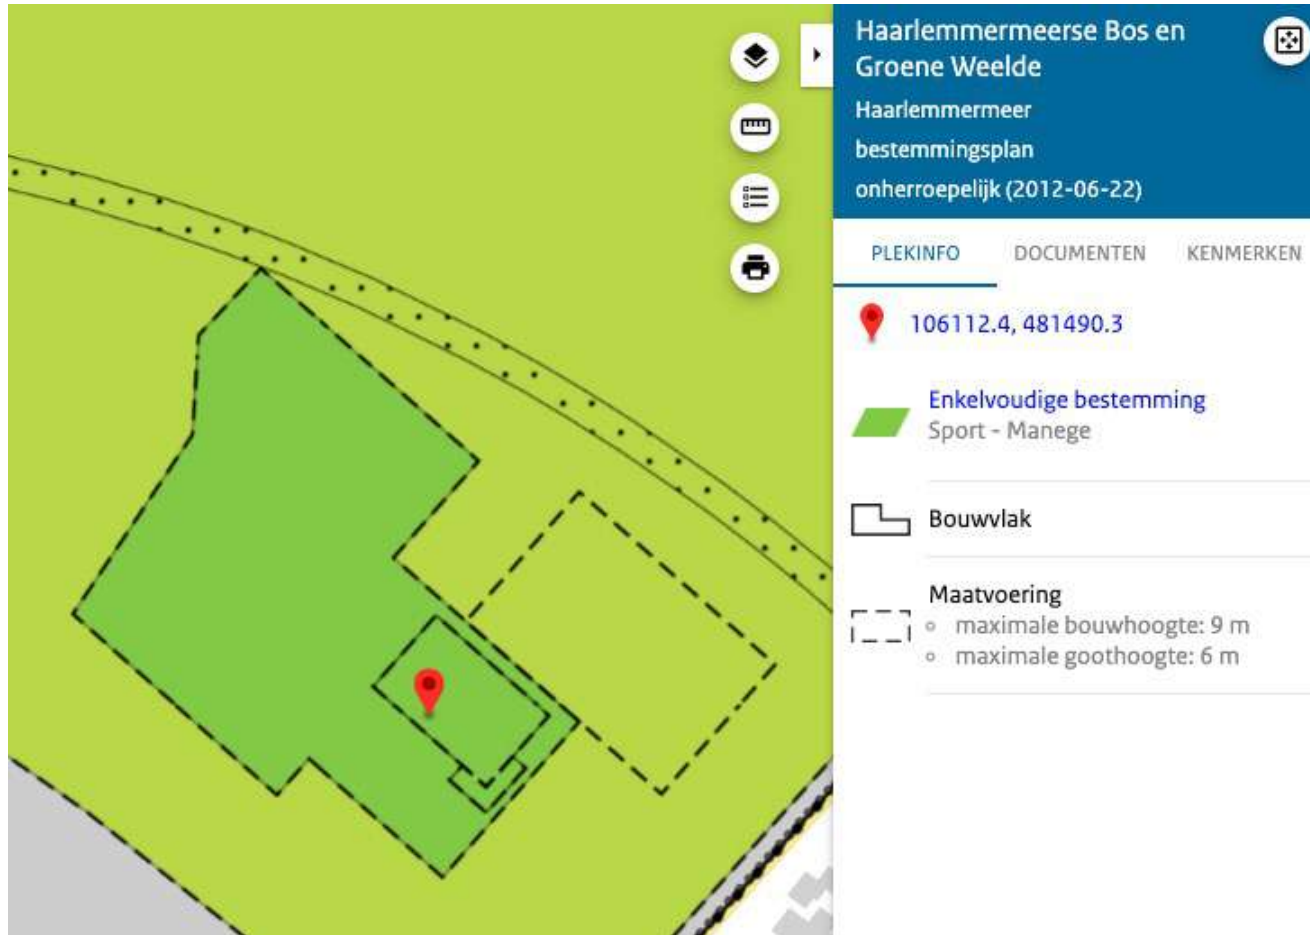 Haarlemmermeerse Bos en
Groene Weelde
Haarlemmermeer
bestemmingsplan
onherroepelijk (2012-06-22)
PLEKINFO DOCUMENTEN KENMERKEN
106112.4, 481490.3
Enkelvoudige bestemming
Sport - Manege
Bouwvlak
Maatvoering
maximale bouwhoogte: 9 m
maximale goothoogte: 6 m